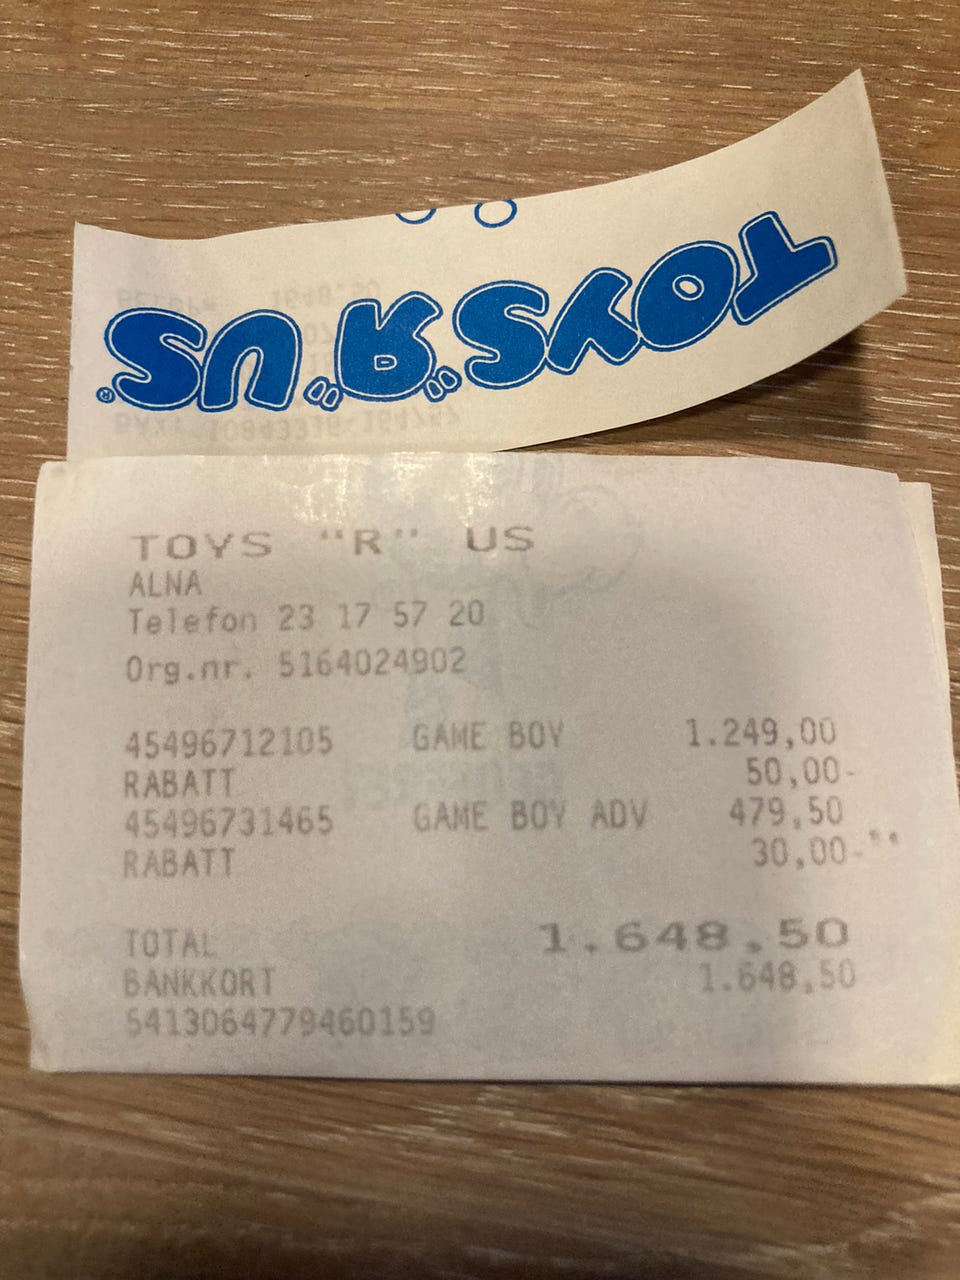 TOYS "R" US®
TOYS "R" US
ALNA
Telefon 23 17 57 20
Org.nr. 5164024902
45496712105 GAME BOY 1.249,00
RABATT 50,00-
45496731465 GAME BOY ADV 479,50
RABATT 30,00-**
TOTAL 1.648,50
BANKKORT 1.648,50
5413064779460159